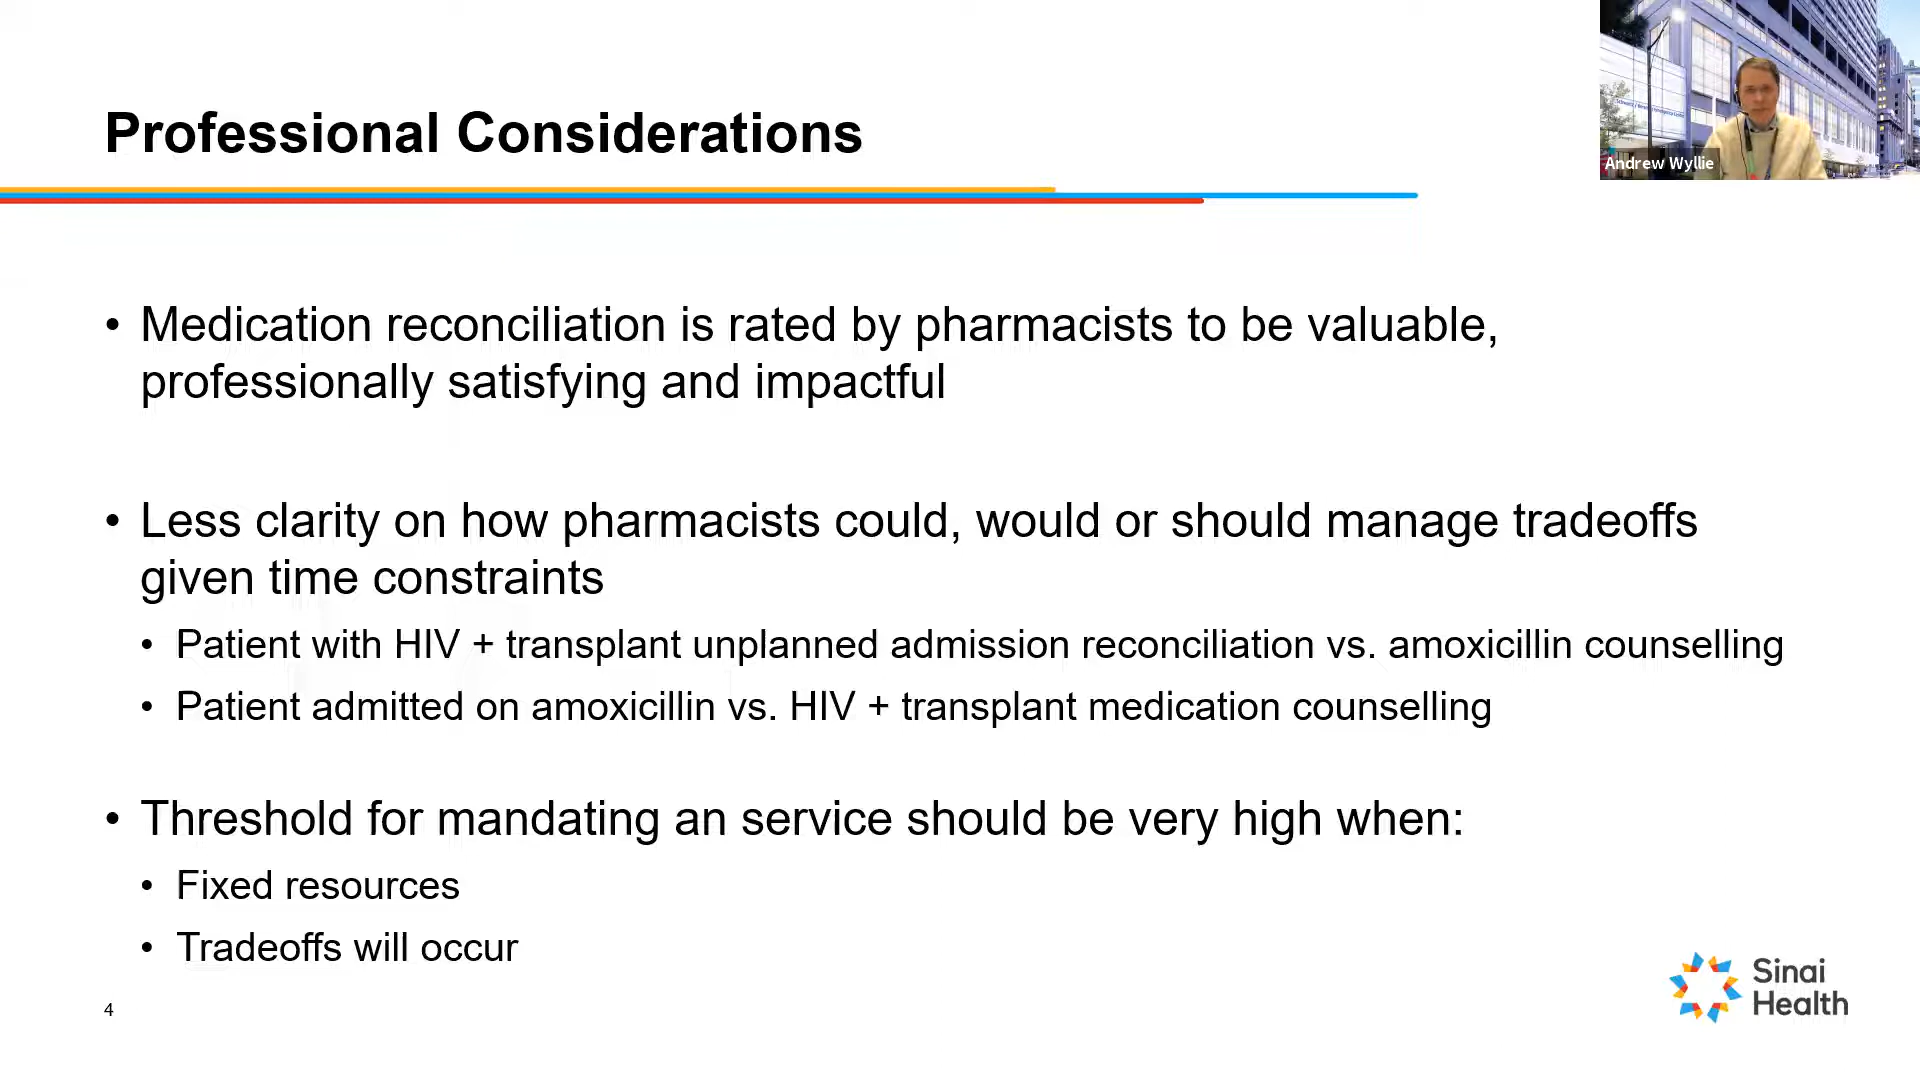 Professional Considerations
Andrew Wyllie
• Medication reconciliation is rated by pharmacists to be valuable,
professionally satisfying and impactful
• Less clarity on how pharmacists could, would or should manage tradeoffs
given time constraints
• Patient with HIV + transplant unplanned admission reconciliation vs. amoxicillin counselling
• Patient admitted on amoxicillin vs. HIV + transplant medication counselling
• Threshold for mandating an service should be very high when:
• Fixed resources
• Tradeoffs will occur
Sinai
Health
4